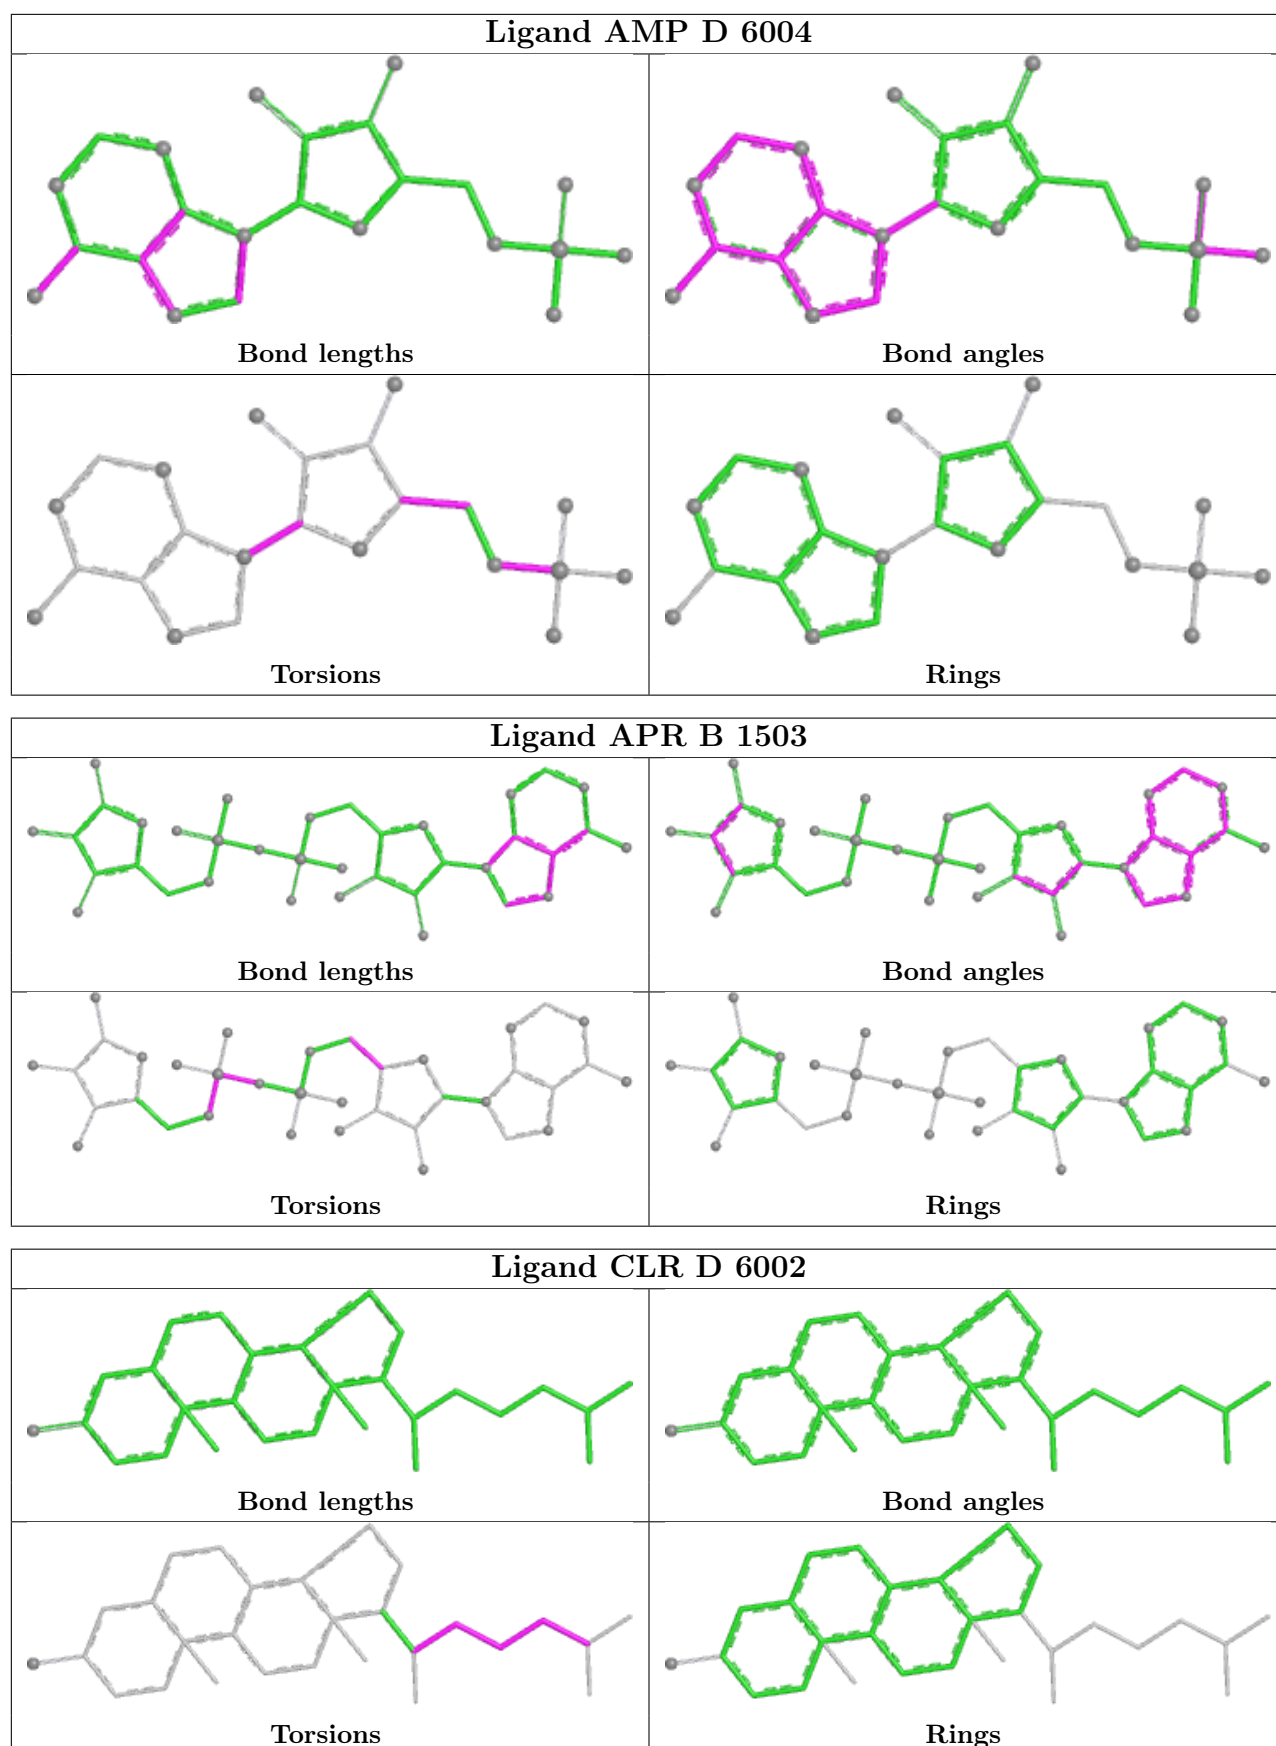 Ligand AMP D 6004
Bond lengths
Bond angles
Torsions
Rings
Ligand APR B 1503
Bond lengths
Bond angles
Torsions
Rings
Ligand CLR D 6002
Bond lengths
Bond angles
Torsions
Rings